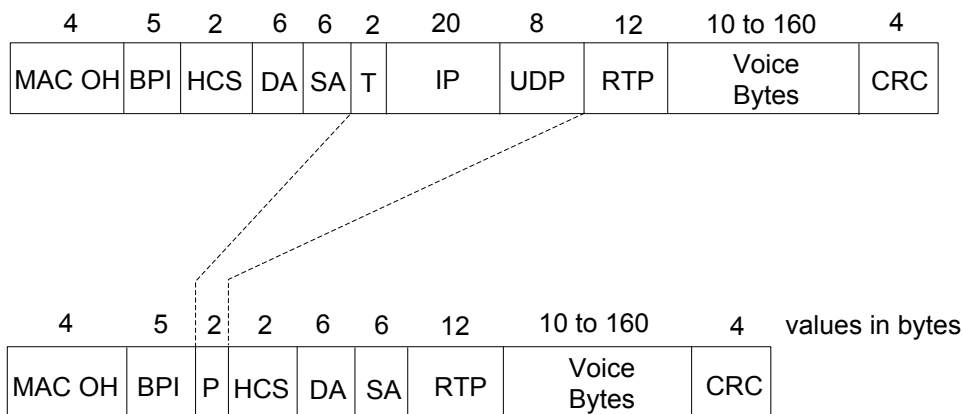 4 5 2 6 6 2 20 8 12 10 to 160 4
MAC OH BPI HCS DA SA T IP UDP RTP Voice Bytes CRC
4 5 2 2 6 6 12 10 to 160 4 values in bytes
MAC OH BPI P HCS DA SA RTP Voice Bytes CRC